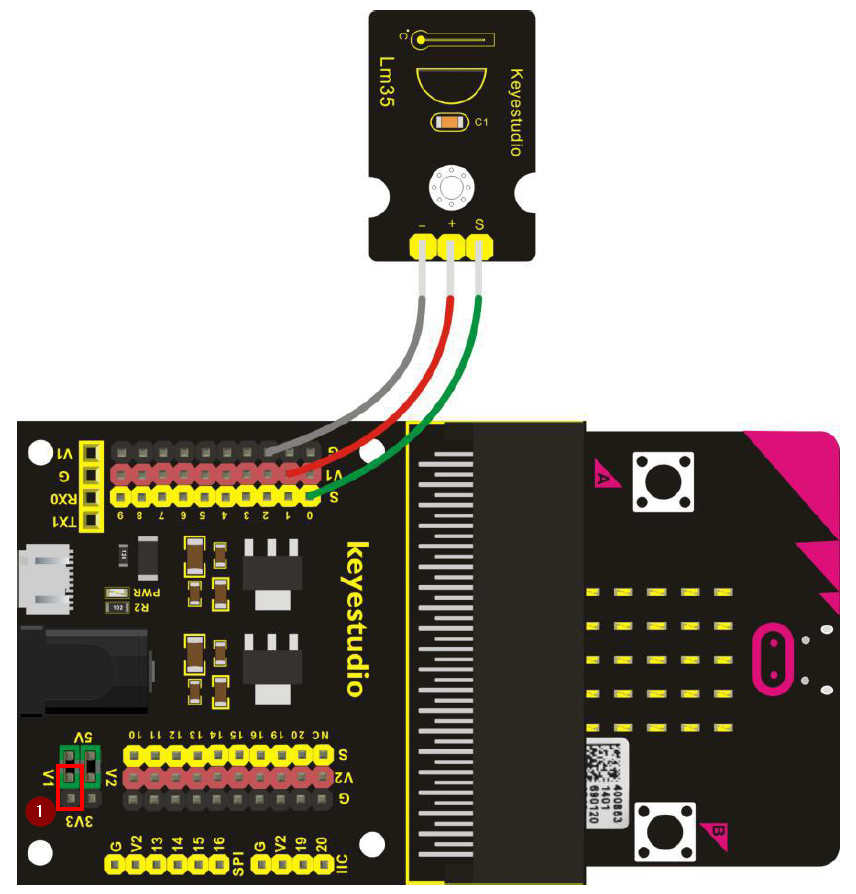 °C
Lm35
Keyestudio
C1
- + S
V1
G
RX0
TX1
G
V1
S
9 8 7 6 5 4 3 2 1 0
A
keyestudio
PWR
R2
102
5V
V1
V2
3V3
1
10 11 12 13 14 15 16 19 20 NC
S
V2
G
G V2 13 14 15 16 SPI
G V2 19 20 IIC
400863
1401
690120
B